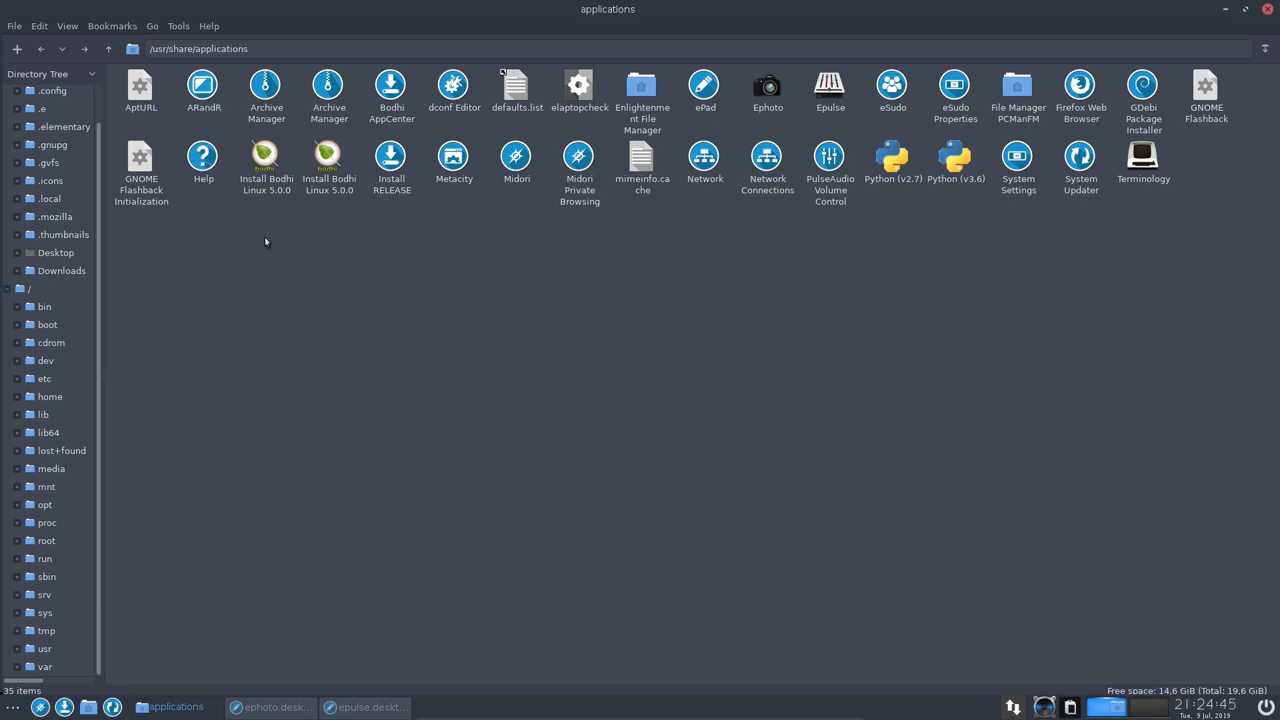 applications
File Edit View Bookmarks Go Tools Help
/usr/share/applications
Directory Tree
.config
.e
.elementary
.gnupg
.gvfs
.icons
.local
.mozilla
.thumbnails
Desktop
Downloads
/
bin
boot
cdrom
dev
etc
home
lib
lib64
lost+found
media
mnt
opt
proc
root
run
sbin
srv
sys
tmp
usr
var
AptURL
ARandR
Archive
Manager
Archive
Manager
Bodhi
AppCenter
dconf Editor
defaults.list
elaptopcheck
Enlightenme
nt File
Manager
ePad
Ephoto
Epulse
eSudo
eSudo
Properties
File Manager
PCManFM
Firefox Web
Browser
GDebi
Package
Installer
GNOME
Flashback
GNOME
Flashback
Initialization
Help
bodhi
Install Bodhi
Linux 5.0.0
bodhi
Install Bodhi
Linux 5.0.0
Install
RELEASE
Metacity
Midori
Midori
Private
Browsing
mimeinfo.ca
che
Network
Network
Connections
PulseAudio
Volume
Control
Python (v2.7)
Python (v3.6)
System
Settings
System
Updater
Terminology
35 items
Free space: 14,6 GiB (Total: 19,6 GiB)
applications
ephoto.desk...
epulse.deskt...
21:24:45
Tue, 9 Jul, 2019